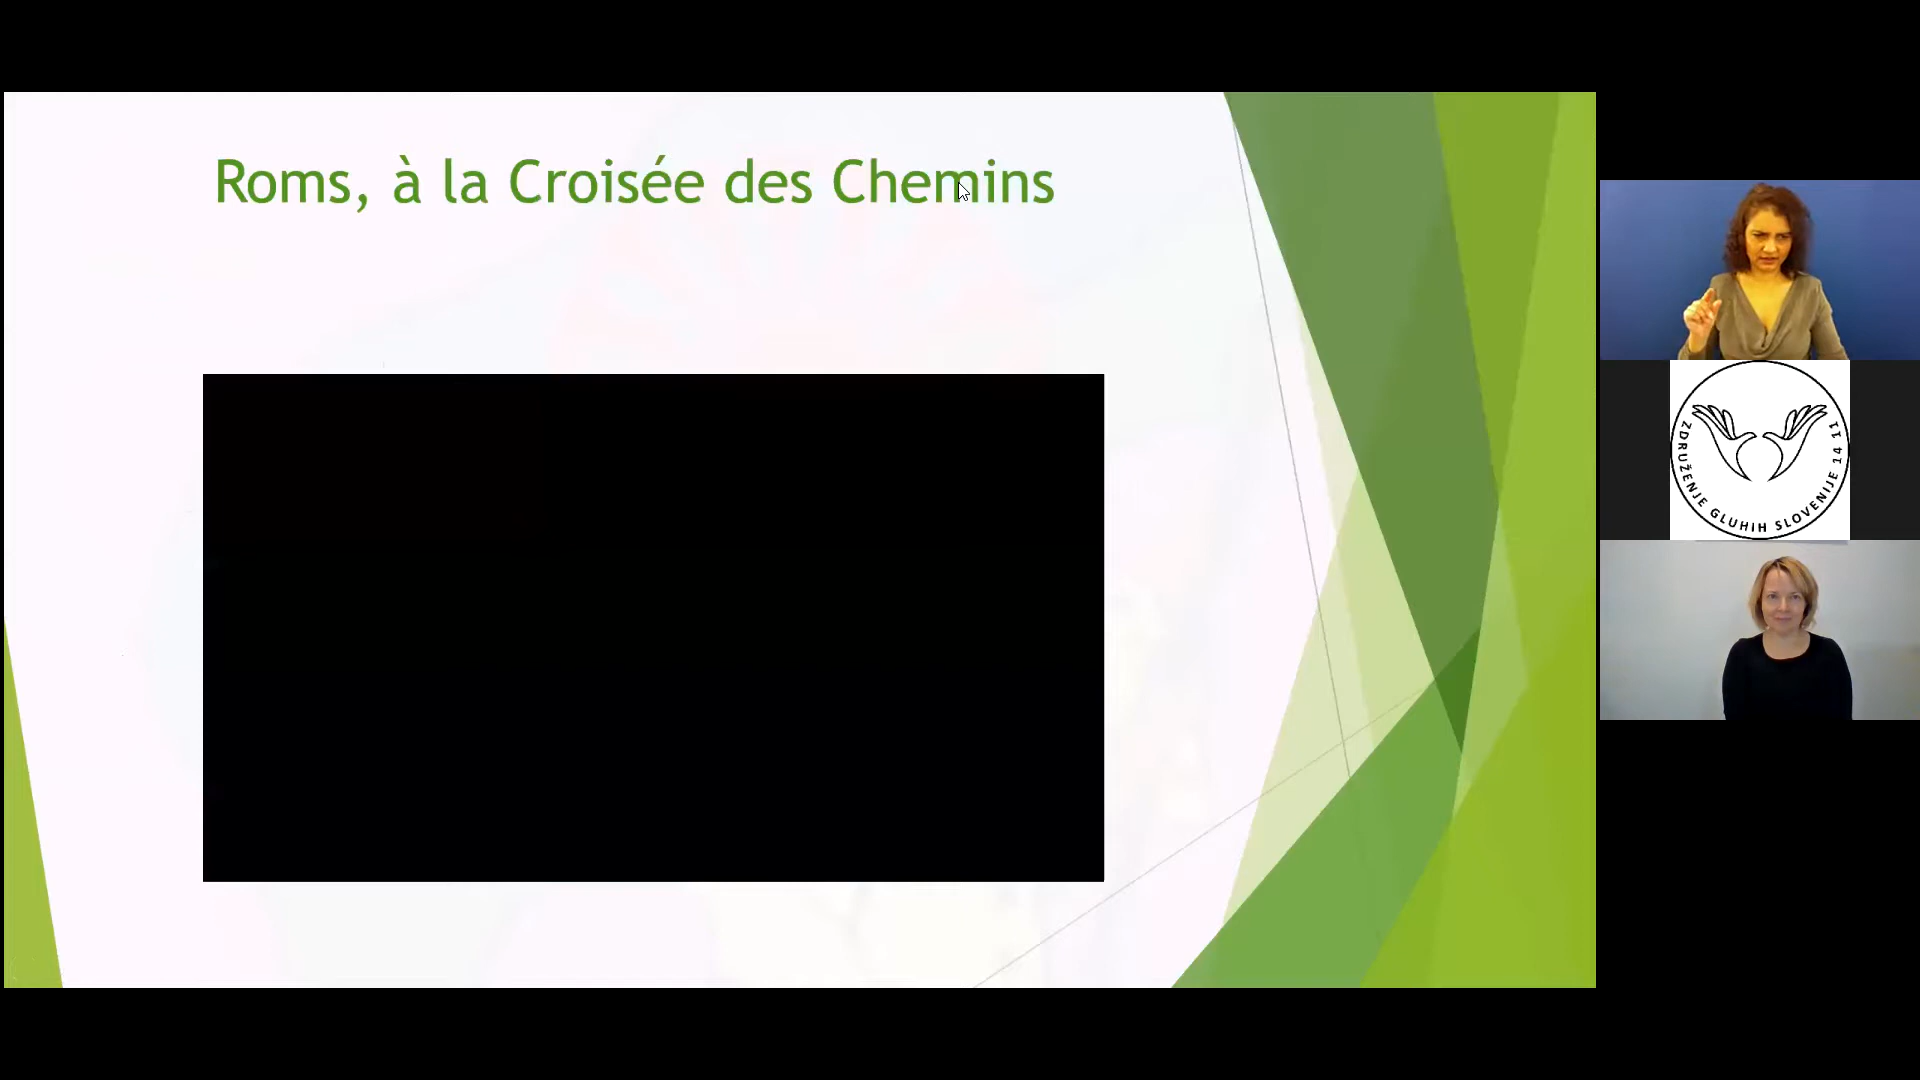 Roms, à la Croisée des Chemins
ZDRUŽENJE GLUHIH SLOVENIJE 14 11